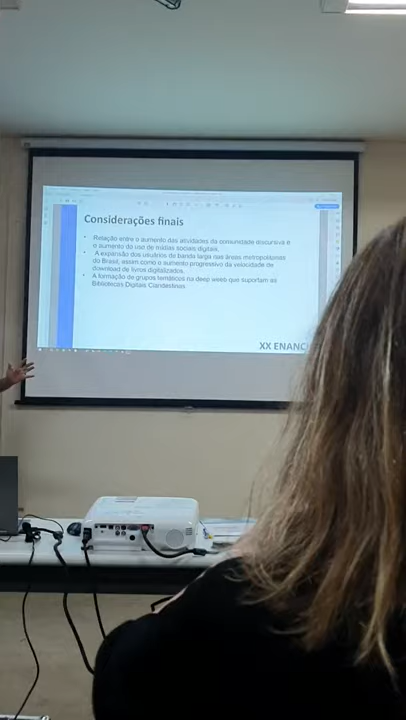 Considerações finais
• Relação entre o aumento das atividades da comunidade discursiva e
o aumento do uso de mídias sociais digitais.
• A expansão dos usuários de banda larga nas áreas metropolitanas
do Brasil, assim como o aumento progressivo da velocidade de
download de livros digitalizados.
• A formação de grupos temáticos na deep weeb que suportam as
Bibliotecas Digitais Clandestinas
XX ENANC